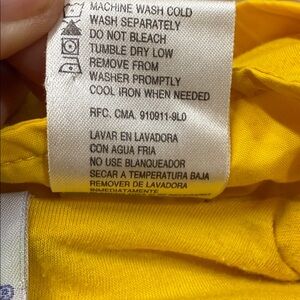 MACHINE WASH COLD
WASH SEPARATELY
DO NOT BLEACH
TUMBLE DRY LOW
REMOVE FROM
WASHER PROMPTLY
COOL IRON WHEN NEEDED
RFC. CMA. 910911-9L0
LAVAR EN LAVADORA
CON AGUA FRIA
NO USE BLANQUEADOR
SECAR A TEMPERATURA BAJA
REMOVER DE LAVADORA
INMEDIATAMENTE